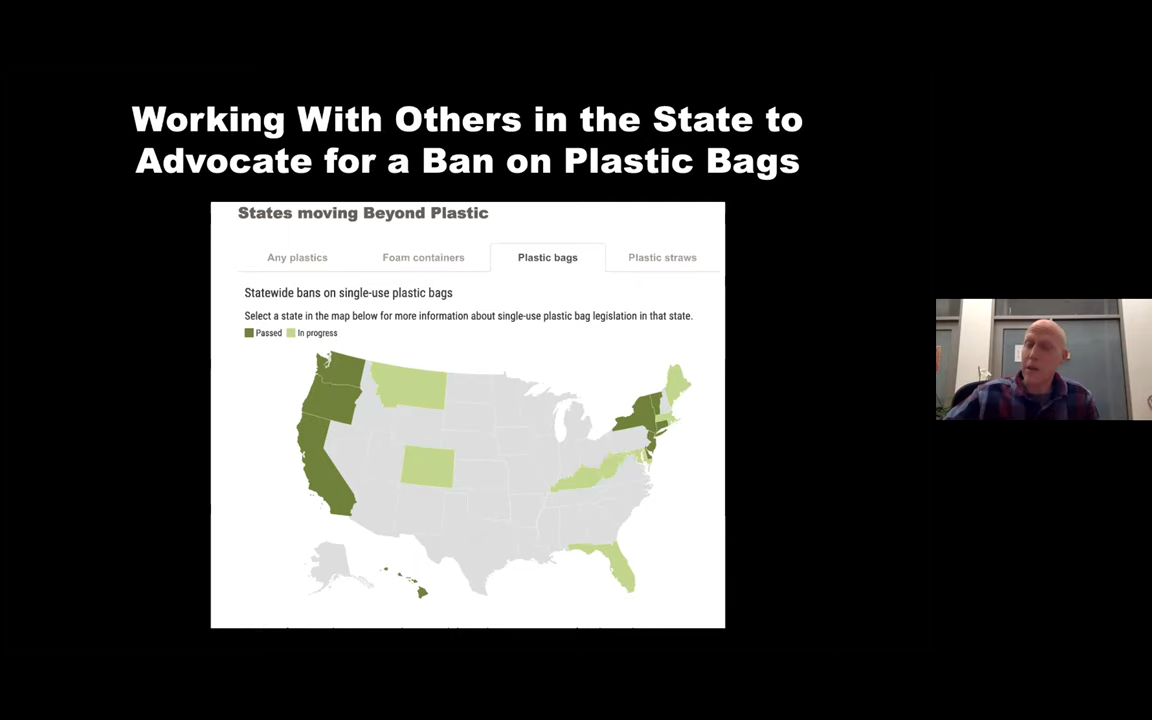 Working With Others in the State to
Advocate for a Ban on Plastic Bags
States moving Beyond Plastic
Any plastics
Foam containers
Plastic bags
Plastic straws
Statewide bans on single-use plastic bags
Select a state in the map below for more information about single-use plastic bag legislation in that state.
Passed
In progress